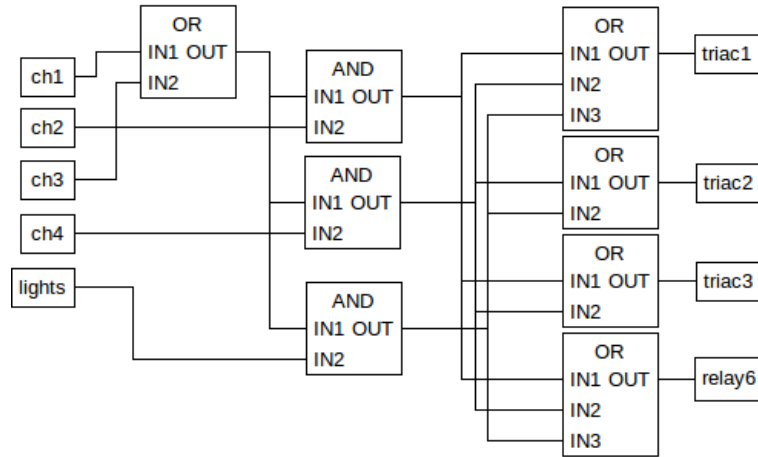 OR
IN1 OUT
IN2
ch1
ch2
ch3
ch4
lights
AND
IN1 OUT
IN2
AND
IN1 OUT
IN2
AND
IN1 OUT
IN2
OR
IN1 OUT
IN2
IN3
OR
IN1 OUT
IN2
OR
IN1 OUT
IN2
OR
IN1 OUT
IN2
IN3
triac1
triac2
triac3
relay6